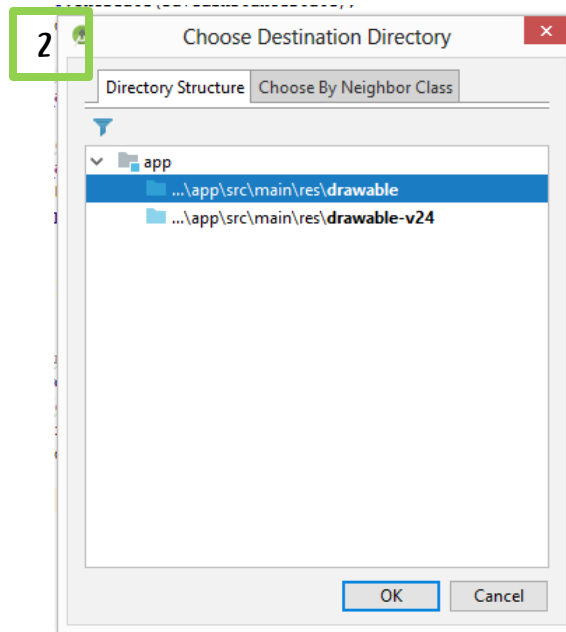 2
Choose Destination Directory
Directory Structure
Choose By Neighbor Class
app
...\app\src\main\res\drawable
...\app\src\main\res\drawable-v24
OK
Cancel